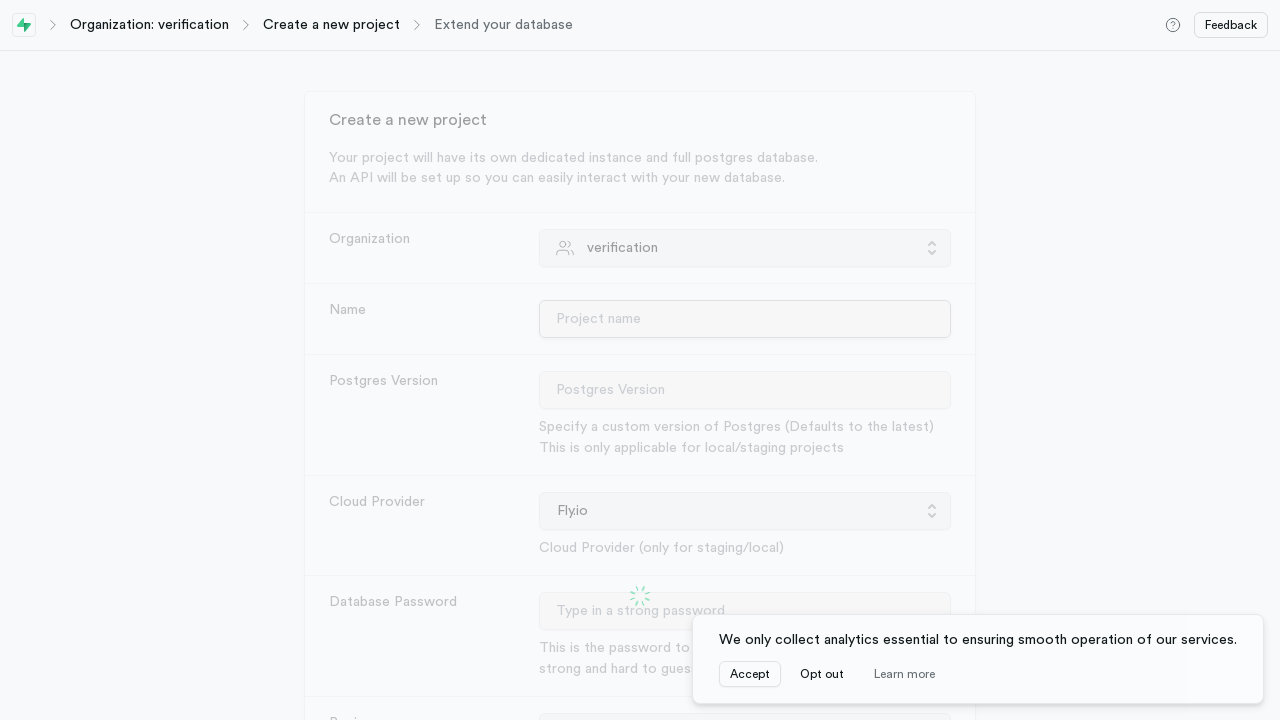 Organization: verification
Create a new project
Extend your database
Feedback
Create a new project
Your project will have its own dedicated instance and full postgres database.
An API will be set up so you can easily interact with your new database.
Organization
verification
Name
Project name
Postgres Version
Postgres Version
Specify a custom version of Postgres (Defaults to the latest)
This is only applicable for local/staging projects
Cloud Provider
Fly.io
Cloud Provider (only for staging/local)
Database Password
Type in a strong password
This is the password to
strong and hard to gues
We only collect analytics essential to ensuring smooth operation of our services.
Accept
Opt out
Learn more